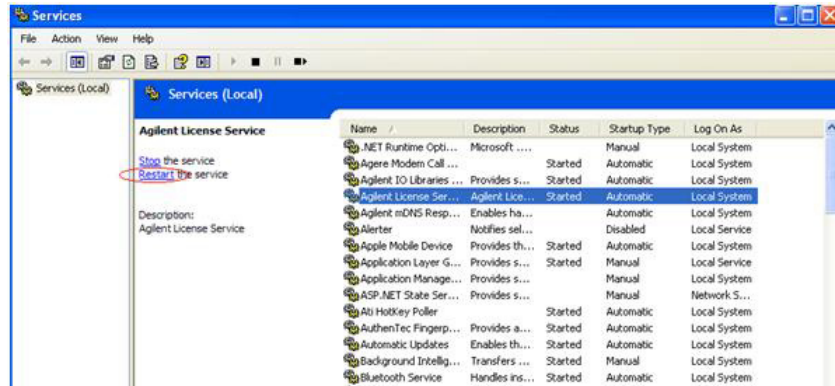 Services
File Action View Help
Services (Local)
Services (Local)
Agilent License Service
Stop the service
Restart the service
Description:
Agilent License Service
Name Description Status Startup Type Log On As
.NET Runtime Opti... Microsoft .... Manual Local System
Agere Modem Call ... Started Automatic Local System
Agilent IO Libraries ... Provides s... Started Automatic Local System
Agilent License Ser... Agilent Lice... Started Automatic Local System
Agilent mDNS Resp... Enables ha... Automatic Local System
Alerter Notifies sel... Disabled Local Service
Apple Mobile Device Provides th... Started Automatic Local System
Application Layer G... Provides s... Started Manual Local Service
Application Manage... Provides s... Manual Local System
ASP.NET State Ser... Provides s... Manual Network S...
Ati HotKey Poller Started Automatic Local System
AuthenTec Fingerp... Provides a... Started Automatic Local System
Automatic Updates Enables th... Started Automatic Local System
Background Intellig... Transfers ... Started Manual Local System
Bluetooth Service Handles ins... Started Automatic Local System